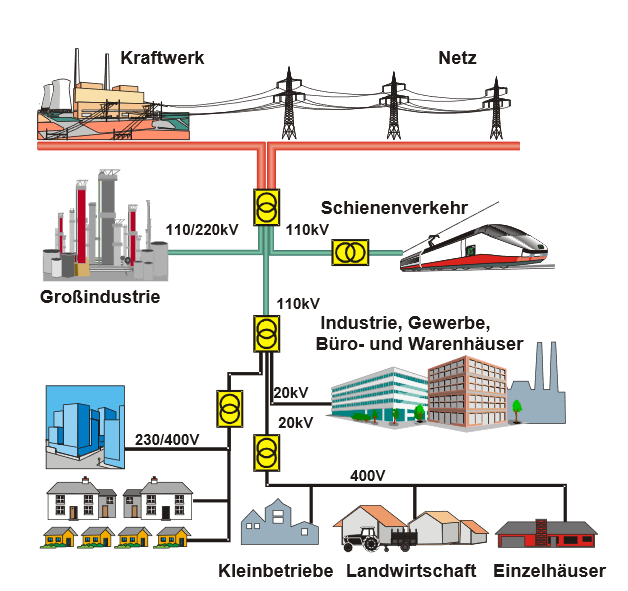 Kraftwerk
Netz
Schienenverkehr
110/220kV
110kV
Großindustrie
110kV
Industrie, Gewerbe,
Büro- und Warenhäuser
20kV
20kV
230/400V
400V
Kleinbetriebe
Landwirtschaft
Einzelhäuser